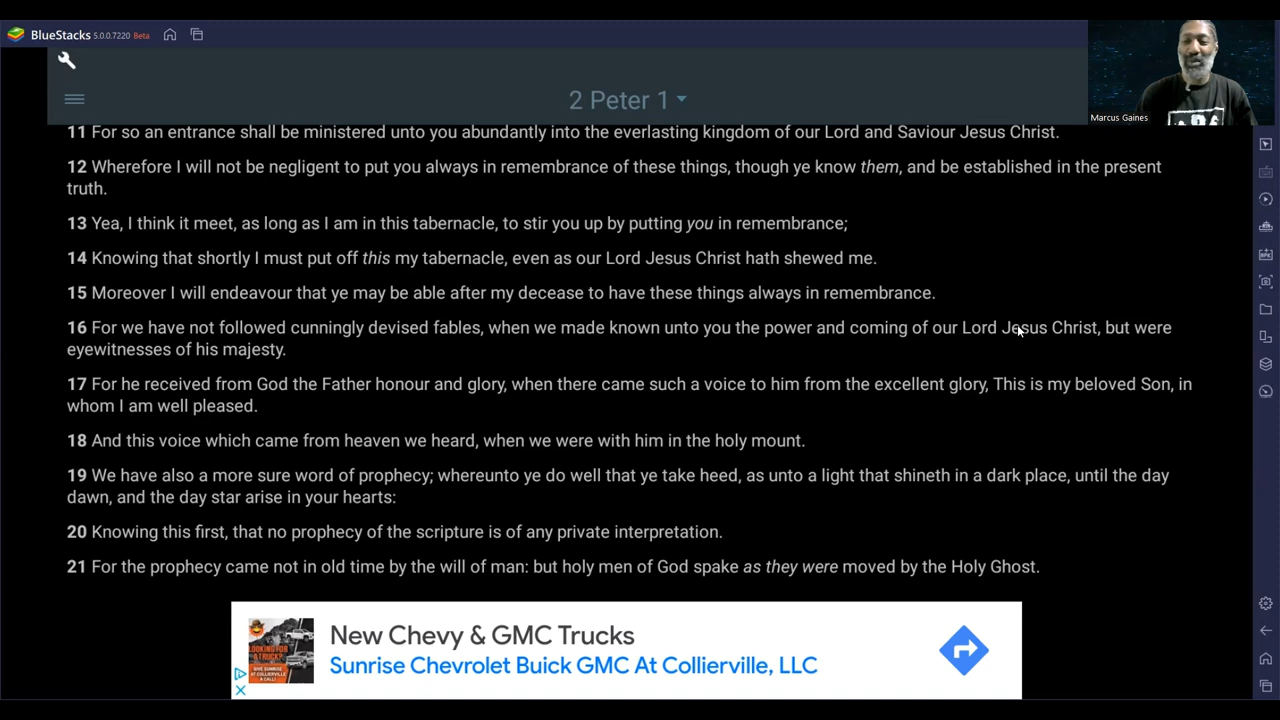 BlueStacks 5.0.0.7220 Beta
Marcus Gaines
2 Peter 1
11 For so an entrance shall be ministered unto you abundantly into the everlasting kingdom of our Lord and Saviour Jesus Christ.
12 Wherefore I will not be negligent to put you always in remembrance of these things, though ye know them, and be established in the present
truth.
13 Yea, I think it meet, as long as I am in this tabernacle, to stir you up by putting you in remembrance;
14 Knowing that shortly I must put off this my tabernacle, even as our Lord Jesus Christ hath shewed me.
15 Moreover I will endeavour that ye may be able after my decease to have these things always in remembrance.
16 For we have not followed cunningly devised fables, when we made known unto you the power and coming of our Lord Jesus Christ, but were
eyewitnesses of his majesty.
17 For he received from God the Father honour and glory, when there came such a voice to him from the excellent glory, This is my beloved Son, in
whom I am well pleased.
18 And this voice which came from heaven we heard, when we were with him in the holy mount.
19 We have also a more sure word of prophecy; whereunto ye do well that ye take heed, as unto a light that shineth in a dark place, until the day
dawn, and the day star arise in your hearts:
20 Knowing this first, that no prophecy of the scripture is of any private interpretation.
21 For the prophecy came not in old time by the will of man: but holy men of God spake as they were moved by the Holy Ghost.
New Chevy & GMC Trucks
Sunrise Chevrolet Buick GMC At Collierville, LLC